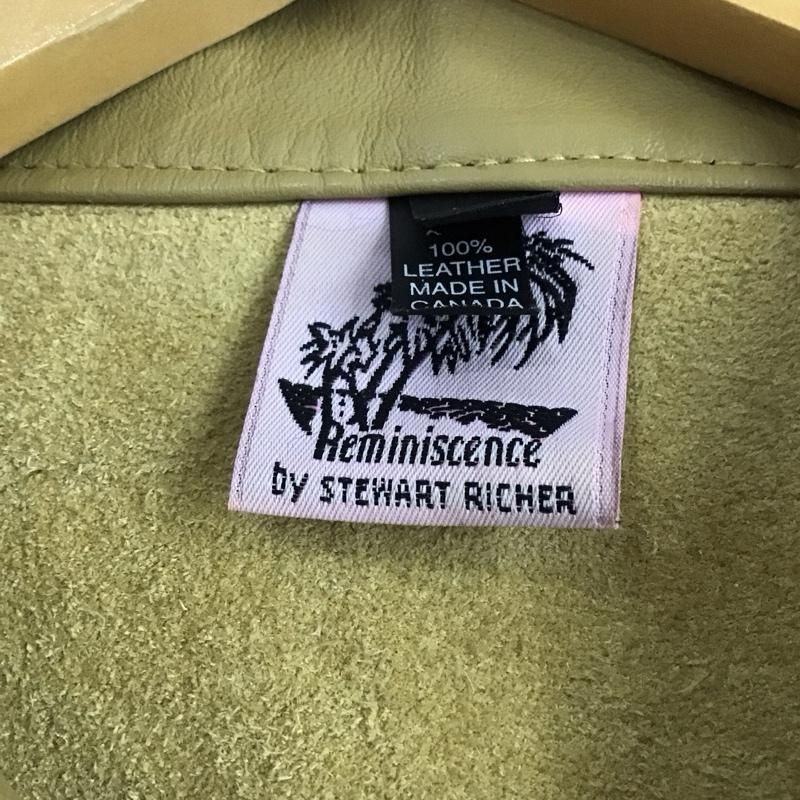 100%
LEATHER
MADE IN
CANADA
Reminiscence
by STEWART RICHER